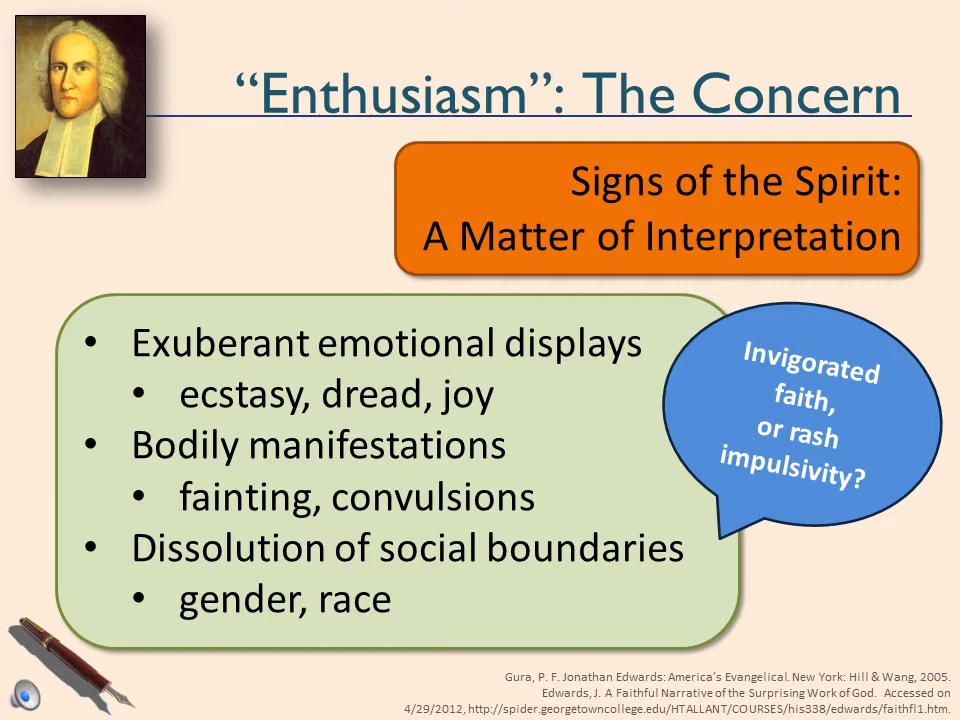 “Enthusiasm”: The Concern
Signs of the Spirit:
A Matter of Interpretation
• Exuberant emotional displays
• ecstasy, dread, joy
• Bodily manifestations
• fainting, convulsions
• Dissolution of social boundaries
• gender, race
Invigorated
faith,
or rash
impulsivity?
Gura, P. F. Jonathan Edwards: America’s Evangelical. New York: Hill & Wang, 2005.
Edwards, J. A Faithful Narrative of the Surprising Work of God. Accessed on
4/29/2012, http://spider.georgetowncollege.edu/HTALLANT/COURSES/his338/edwards/faithfl1.htm.